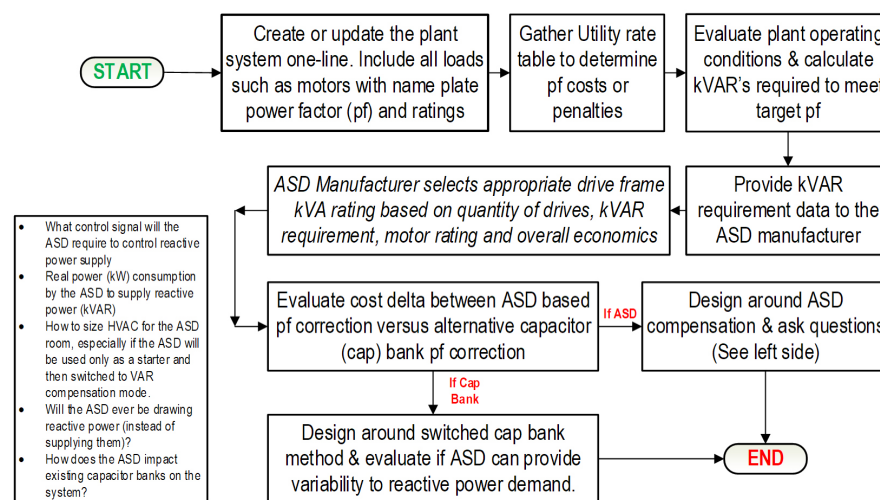 START
Create or update the plant
system one-line. Include all loads
such as motors with name plate
power factor (pf) and ratings
Gather Utility rate
table to determine
pf costs or
penalties
Evaluate plant operating
conditions & calculate
kVAR's required to meet
target pf
Provide kVAR
requirement data to the
ASD manufacturer
ASD Manufacturer selects appropriate drive frame
kVA rating based on quantity of drives, kVAR
requirement, motor rating and overall economics
Evaluate cost delta between ASD based
pf correction versus alternative capacitor
(cap) bank pf correction
If ASD
Design around ASD
compensation & ask questions
(See left side)
If Cap
Bank
Design around switched cap bank
method & evaluate if ASD can provide
variability to reactive power demand.
END
• What control signal will the
ASD require to control reactive
power supply
• Real power (kW) consumption
by the ASD to supply reactive
power (kVAR)
• How to size HVAC for the ASD
room, especially if the ASD will
be used only as a starter and
then switched to VAR
compensation mode.
• Will the ASD ever be drawing
reactive power (instead of
supplying them)?
• How does the ASD impact
existing capacitor banks on the
system?